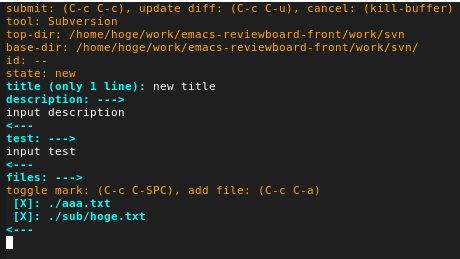 submit: (C-c C-c), update diff: (C-c C-u), cancel: (kill-buffer)
tool: Subversion
top-dir: /home/hoge/work/emacs-reviewboard-front/work/svn
base-dir: /home/hoge/work/emacs-reviewboard-front/work/svn/
id: --
state: new
title (only 1 line): new title
description: --->
input description
<---
test: --->
input test
<---
files: --->
toggle mark: (C-c C-SPC), add file: (C-c C-a)
 [X]: ./aaa.txt
 [X]: ./sub/hoge.txt
<---